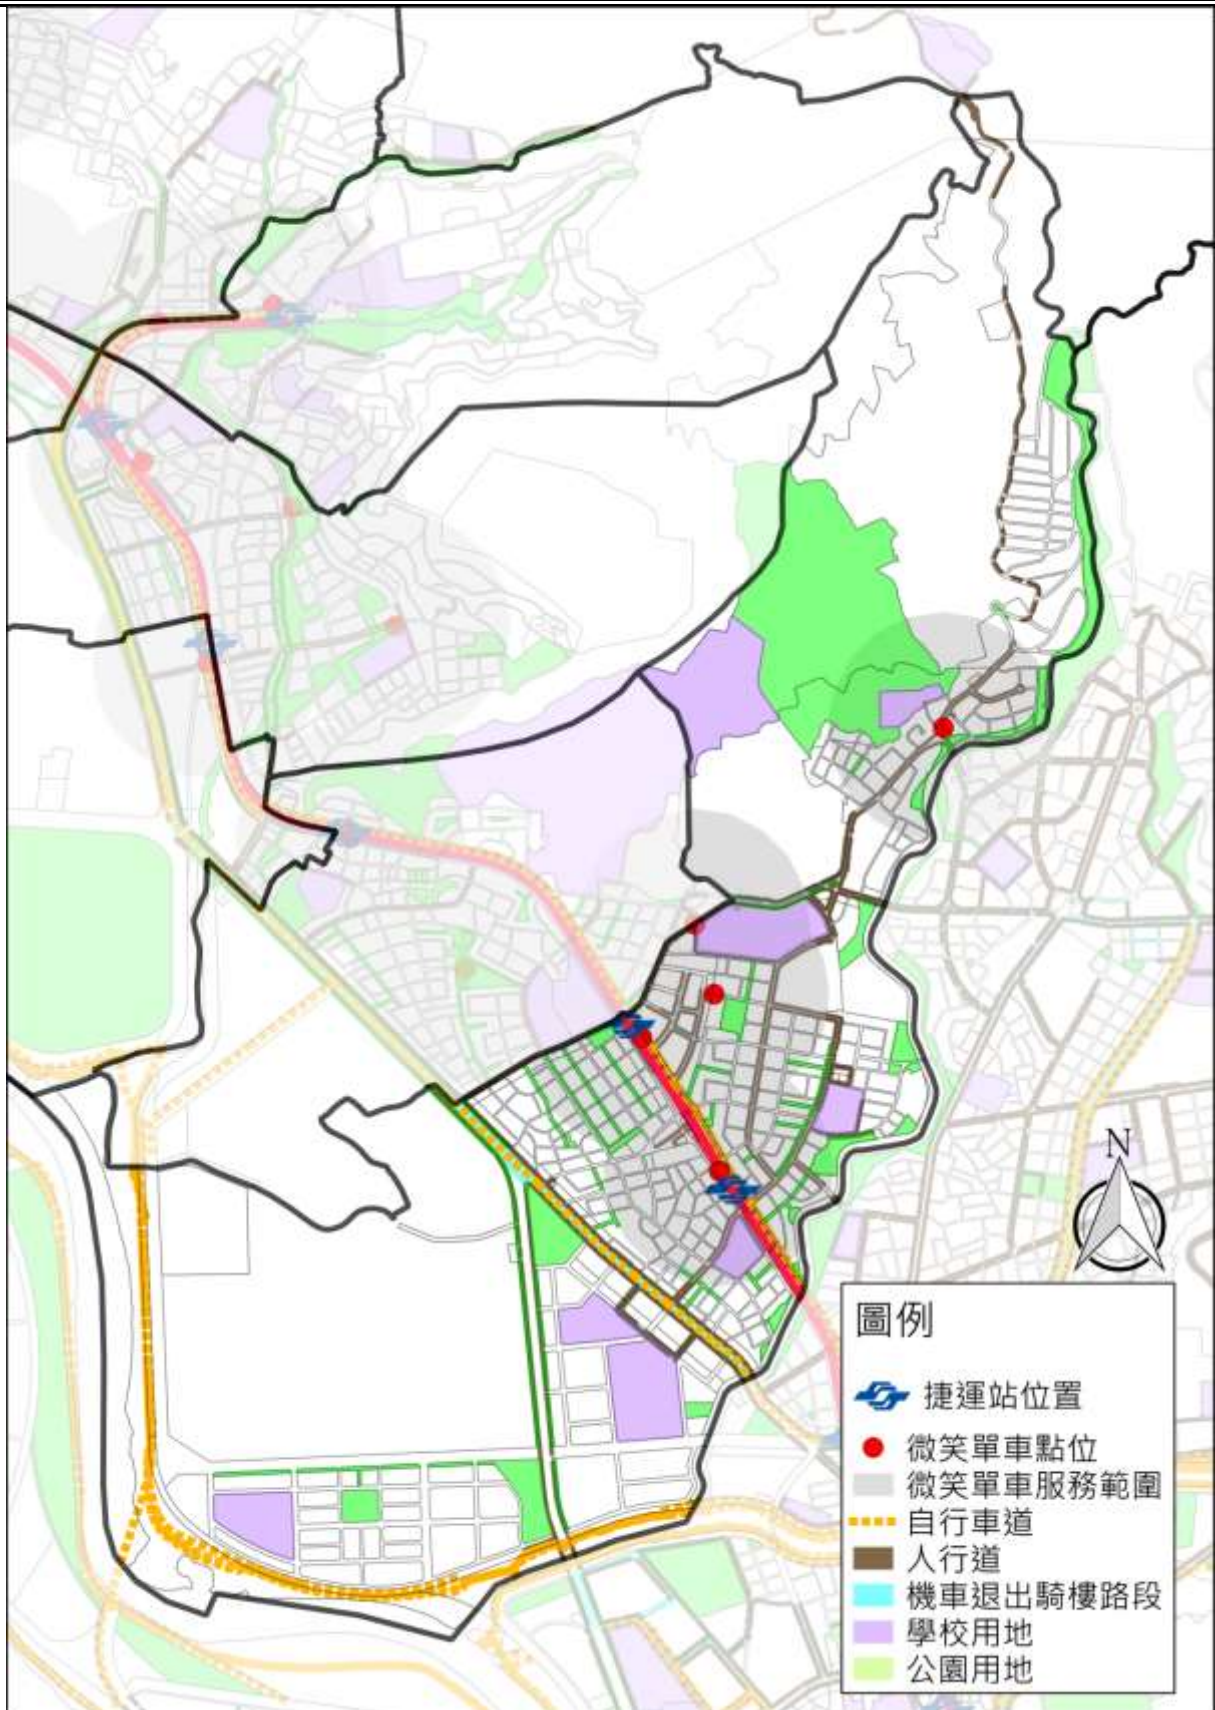 N
圖例
捷運站位置
微笑單車點位
微笑單車服務範圍
自行車道
人行道
機車退出騎樓路段
學校用地
公園用地